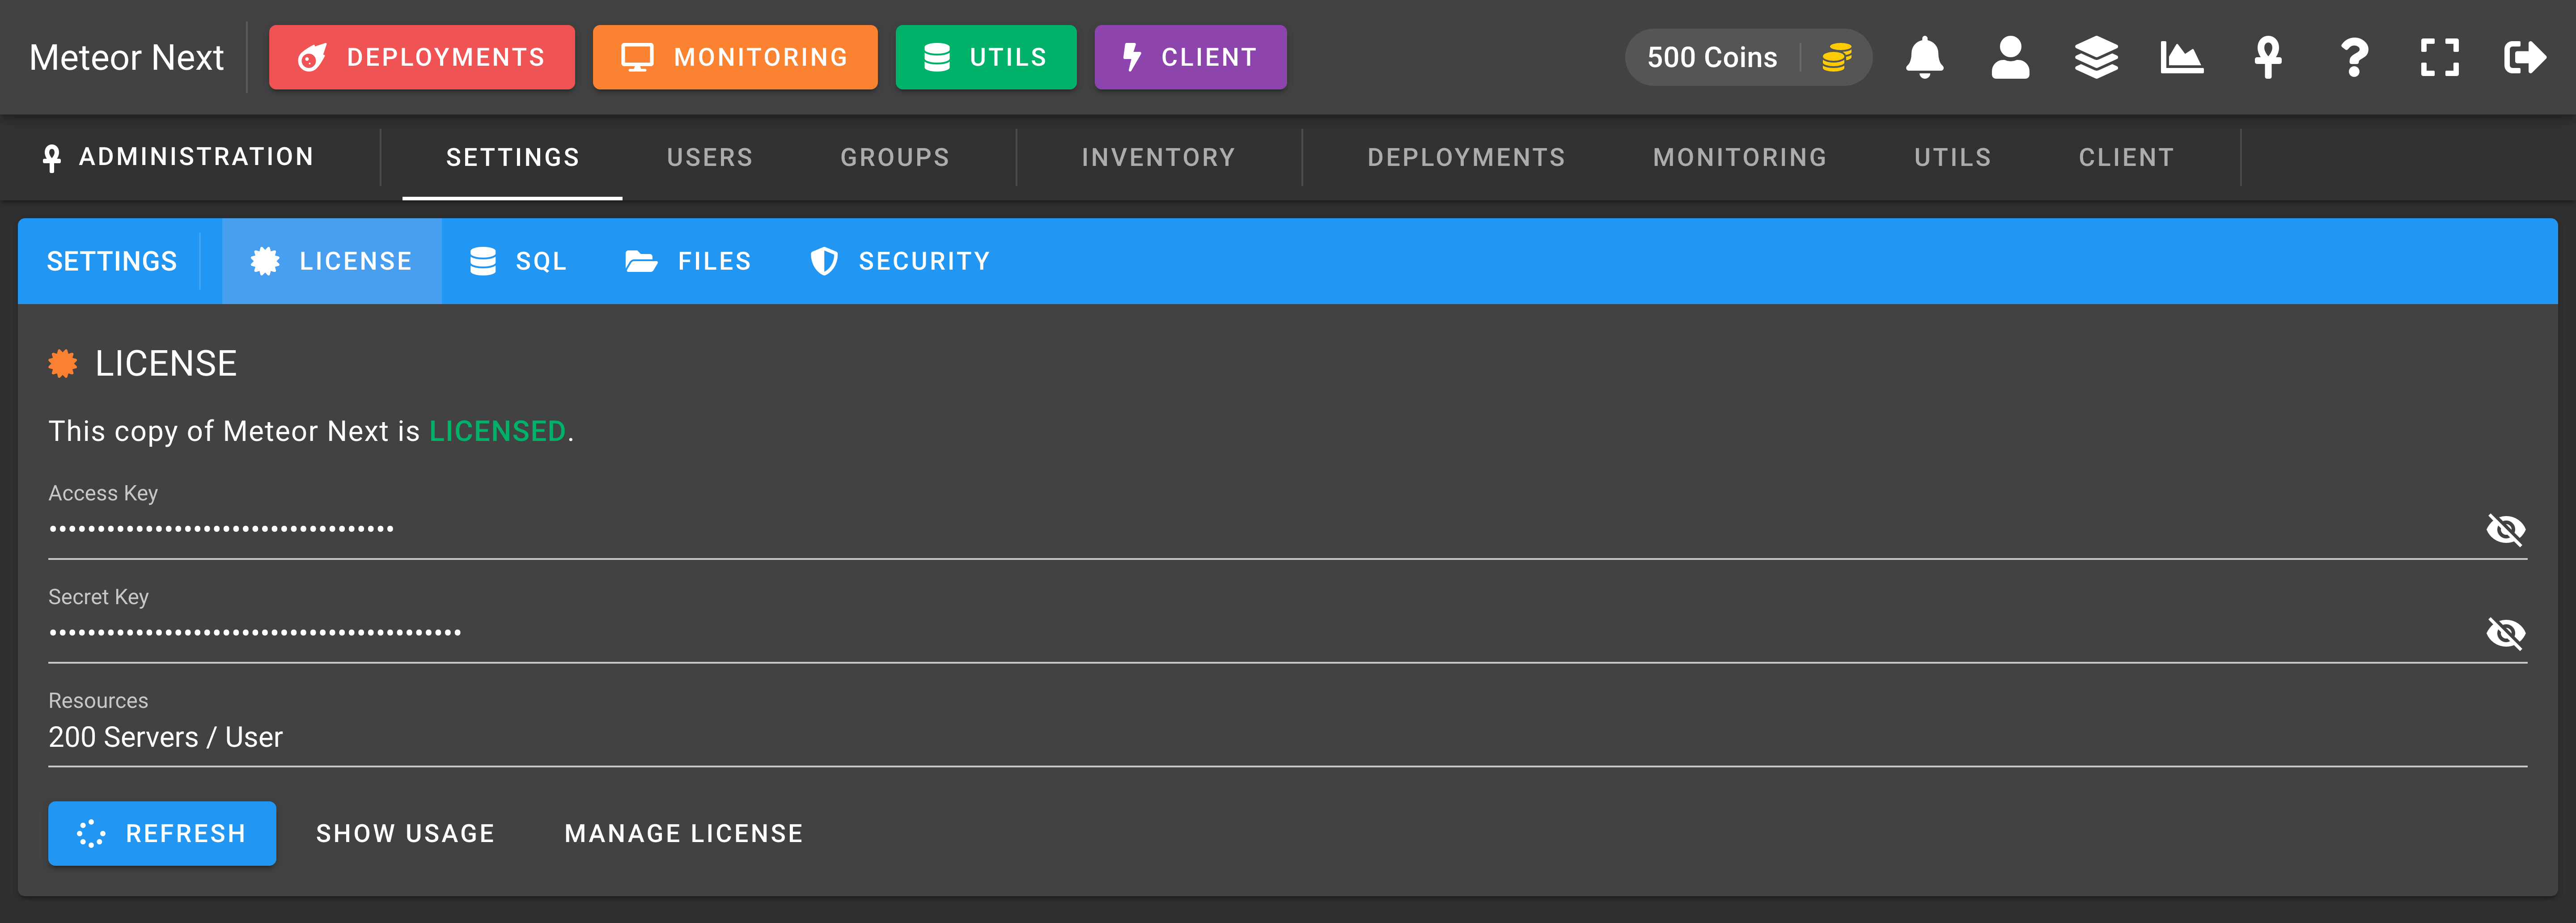 Meteor Next DEPLOYMENTS MONITORING UTILS CLIENT 500 Coins
ADMINISTRATION SETTINGS USERS GROUPS INVENTORY DEPLOYMENTS MONITORING UTILS CLIENT
SETTINGS LICENSE SQL FILES SECURITY
LICENSE
This copy of Meteor Next is LICENSED.
Access Key
••••••••••••••••••••••••••••••••••••
Secret Key
•••••••••••••••••••••••••••••••••••••••••••
Resources
200 Servers / User
REFRESH SHOW USAGE MANAGE LICENSE